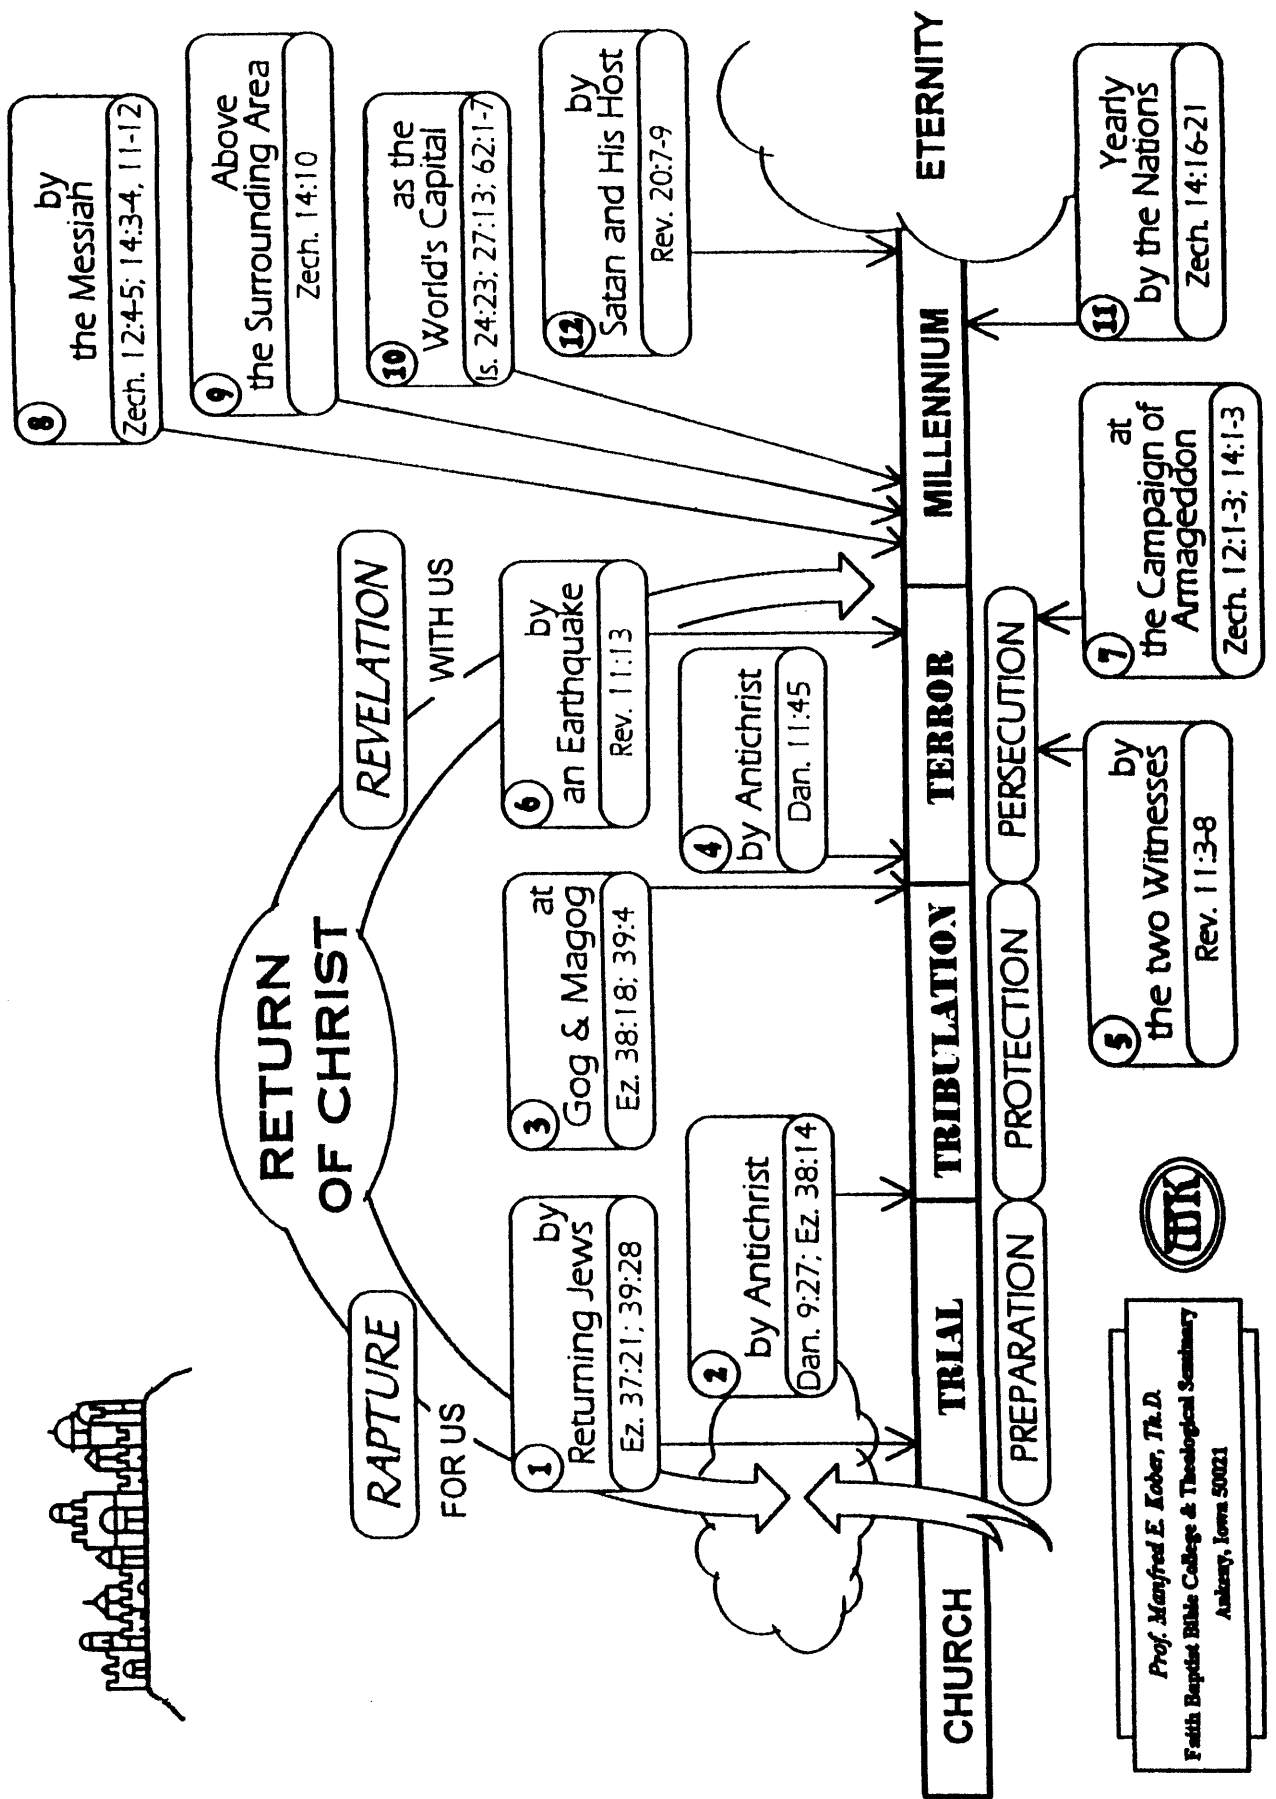 RETURN
OF CHRIST
RAPTURE
FOR US
REVELATION
WITH US
1
by
Returning Jews
Ez. 37:21; 39:28
2
by Antichrist
Dan. 9:27; Ez. 38:14
3
at
Gog & Magog
Ez. 38:18; 39:4
4
by Antichrist
Dan. 11:45
6
by
an Earthquake
Rev. 11:13
8
by
the Messiah
Zech. 12:4-5; 14:3-4, 11-12
9
Above
the Surrounding Area
Zech. 14:10
10
as the
World's Capital
Is. 24:23; 27:13; 62:1-7
12
by
Satan and His Host
Rev. 20:7-9
CHURCH
TRIAL
TRIBULATION
TERROR
MILLENNIUM
ETERNITY
PREPARATION
PROTECTION
PERSECUTION
5
by
the two Witnesses
Rev. 11:3-8
7
at
the Campaign of
Armageddon
Zech. 12:1-3; 14:1-3
11
Yearly
by the Nations
Zech. 14:16-21
Prof. Manfred E. Kober, Th.D.
Faith Baptist Bible College & Theological Seminary
Ankeny, Iowa 50021